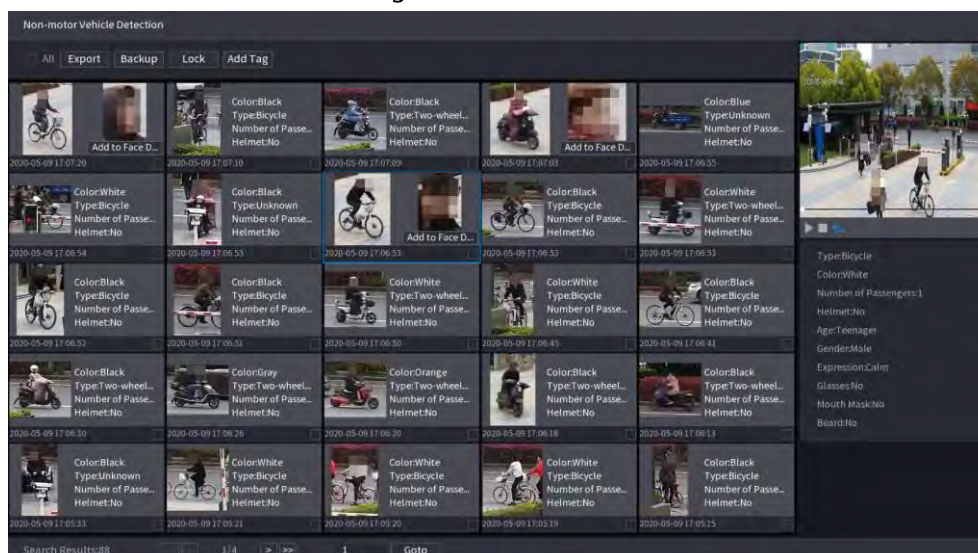 Non-motor Vehicle Detection
All Export Backup Lock Add Tag
Add to Face D...
2020-05-09 17:07:20
Color:Black
Type:Bicycle
Number of Passe...
Helmet:No
2020-05-09 17:07:10
Color:Black
Type:Two-wheel...
Number of Passe...
Helmet:No
2020-05-09 17:07:09
Add to Face D...
2020-05-09 17:07:03
Color:Blue
Type:Unknown
Number of Passe...
Helmet:No
2020-05-09 17:06:55
Color:White
Type:Bicycle
Number of Passe...
Helmet:No
2020-05-09 17:06:54
Color:Black
Type:Unknown
Number of Passe...
Helmet:No
2020-05-09 17:06:53
Add to Face D...
2020-05-09 17:06:53
Color:Black
Type:Bicycle
Number of Passe...
Helmet:No
2020-05-09 17:06:53
Color:White
Type:Two-wheel...
Number of Passe...
Helmet:No
2020-05-09 17:06:53
Color:Black
Type:Bicycle
Number of Passe...
Helmet:No
2020-05-09 17:06:52
Color:Black
Type:Bicycle
Number of Passe...
Helmet:No
2020-05-09 17:06:51
Color:White
Type:Two-wheel...
Number of Passe...
Helmet:No
2020-05-09 17:06:50
Color:White
Type:Bicycle
Number of Passe...
Helmet:No
2020-05-09 17:06:45
Color:Black
Type:Bicycle
Number of Passe...
Helmet:No
2020-05-09 17:06:41
Color:Black
Type:Two-wheel...
Number of Passe...
Helmet:No
2020-05-09 17:06:30
Color:Gray
Type:Two-wheel...
Number of Passe...
Helmet:No
2020-05-09 17:06:26
Color:Orange
Type:Two-wheel...
Number of Passe...
Helmet:No
2020-05-09 17:06:20
Color:Black
Type:Two-wheel...
Number of Passe...
Helmet:No
2020-05-09 17:06:18
Color:Black
Type:Two-wheel...
Number of Passe...
Helmet:No
2020-05-09 17:06:13
Color:Black
Type:Unknown
Number of Passe...
Helmet:No
2020-05-09 17:05:33
Color:White
Type:Bicycle
Number of Passe...
Helmet:No
2020-05-09 17:05:21
Color:White
Type:Bicycle
Number of Passe...
Helmet:No
2020-05-09 17:05:20
Color:White
Type:Bicycle
Number of Passe...
Helmet:No
2020-05-09 17:05:19
Color:Black
Type:Bicycle
Number of Passe...
Helmet:No
2020-05-09 17:05:15
Type:Bicycle
Color:White
Number of Passengers:1
Helmet:No
Age:Teenager
Gender:Male
Expression:Calm
Glasses:No
Mouth Mask:No
Beard:No
Search Results:88 1/4 > >> 1 Goto